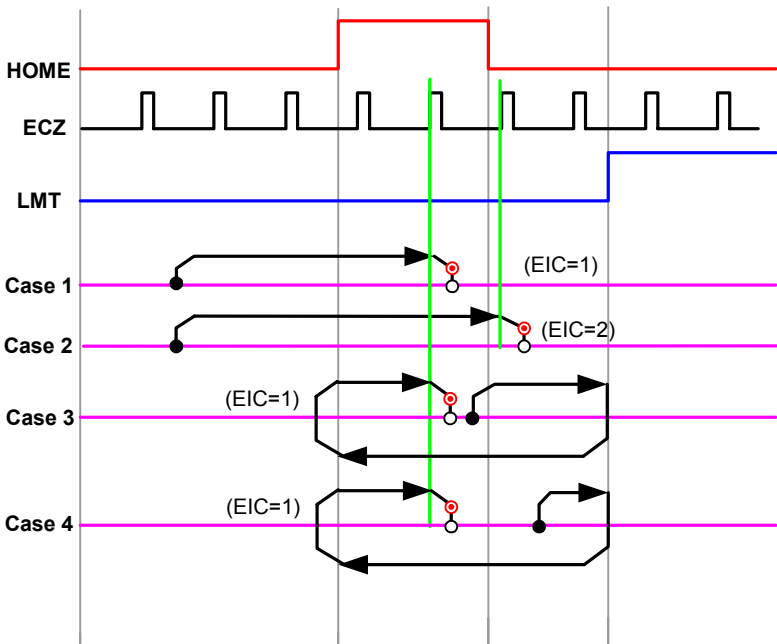 HOME
ECZ
LMT
Case 1
(EIC=1)
Case 2
(EIC=2)
Case 3
(EIC=1)
Case 4
(EIC=1)